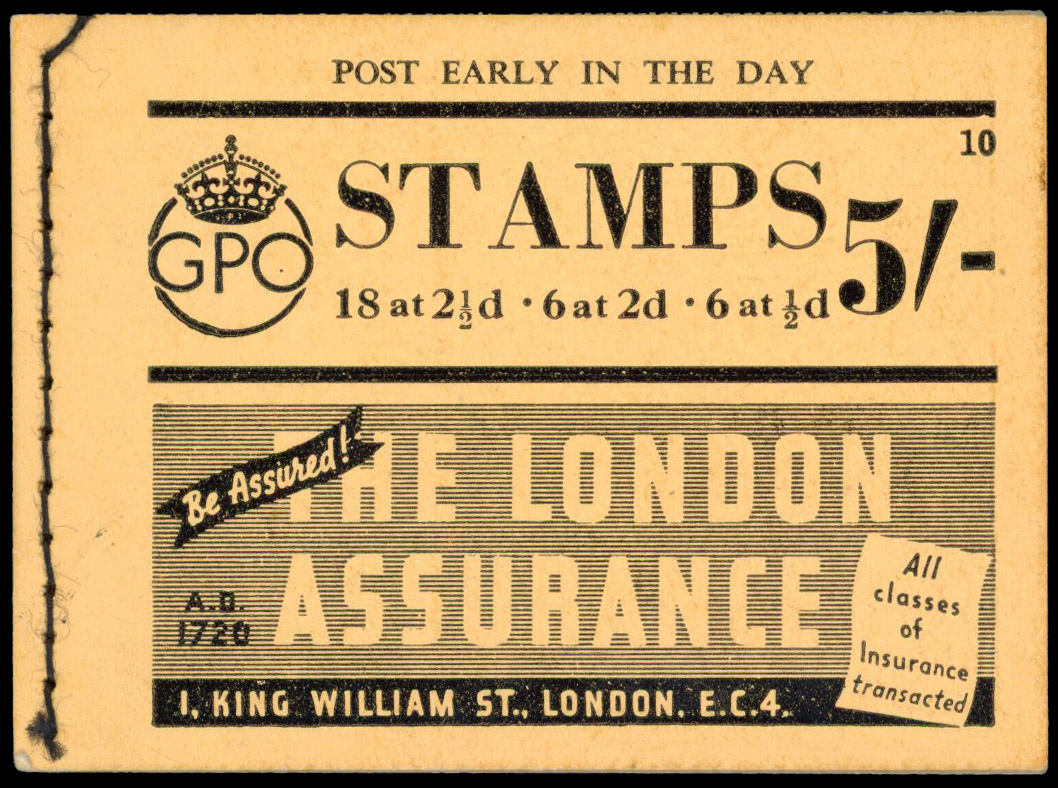 POST EARLY IN THE DAY
10
GPO
STAMPS 5/-
18 at 2½d · 6 at 2d · 6 at ½d
Be Assured!
THE LONDON
ASSURANCE
A.D.
1720
All
classes
of
Insurance
transacted
1, KING WILLIAM ST., LONDON, E.C.4.